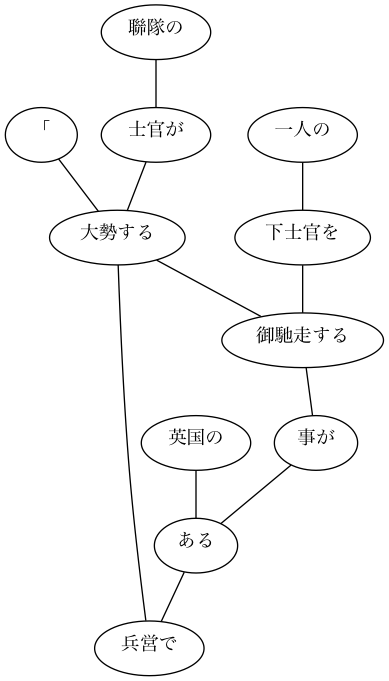 聯隊の
「
士官が
一人の
大勢する
下士官を
御馳走する
英国の
事が
ある
兵営で